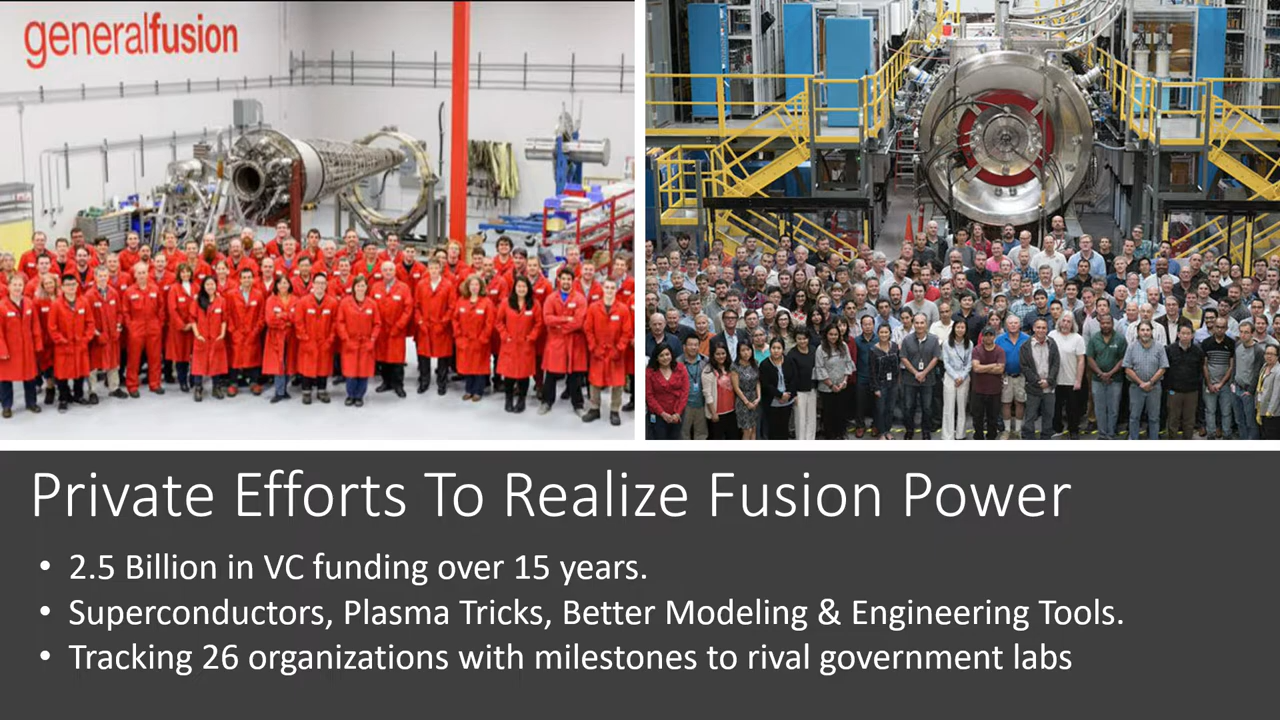 generalfusion
Private Efforts To Realize Fusion Power
• 2.5 Billion in VC funding over 15 years.
• Superconductors, Plasma Tricks, Better Modeling & Engineering Tools.
• Tracking 26 organizations with milestones to rival government labs